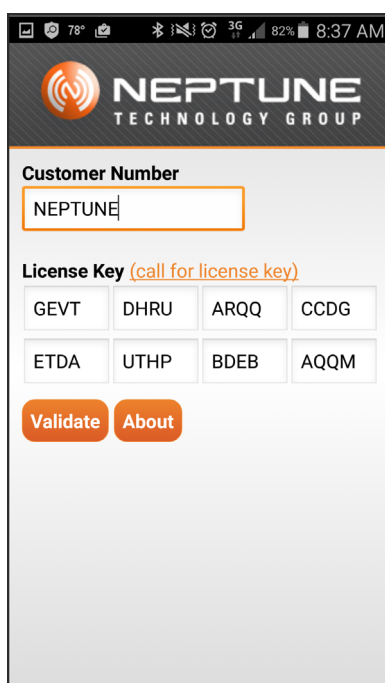 78° 3G 82% 8:37 AM
NEPTUNE
TECHNOLOGY GROUP
Customer Number
NEPTUNE
License Key (call for license key)
GEVT DHRU ARQQ CCDG
ETDA UTHP BDEB AQQM
Validate About